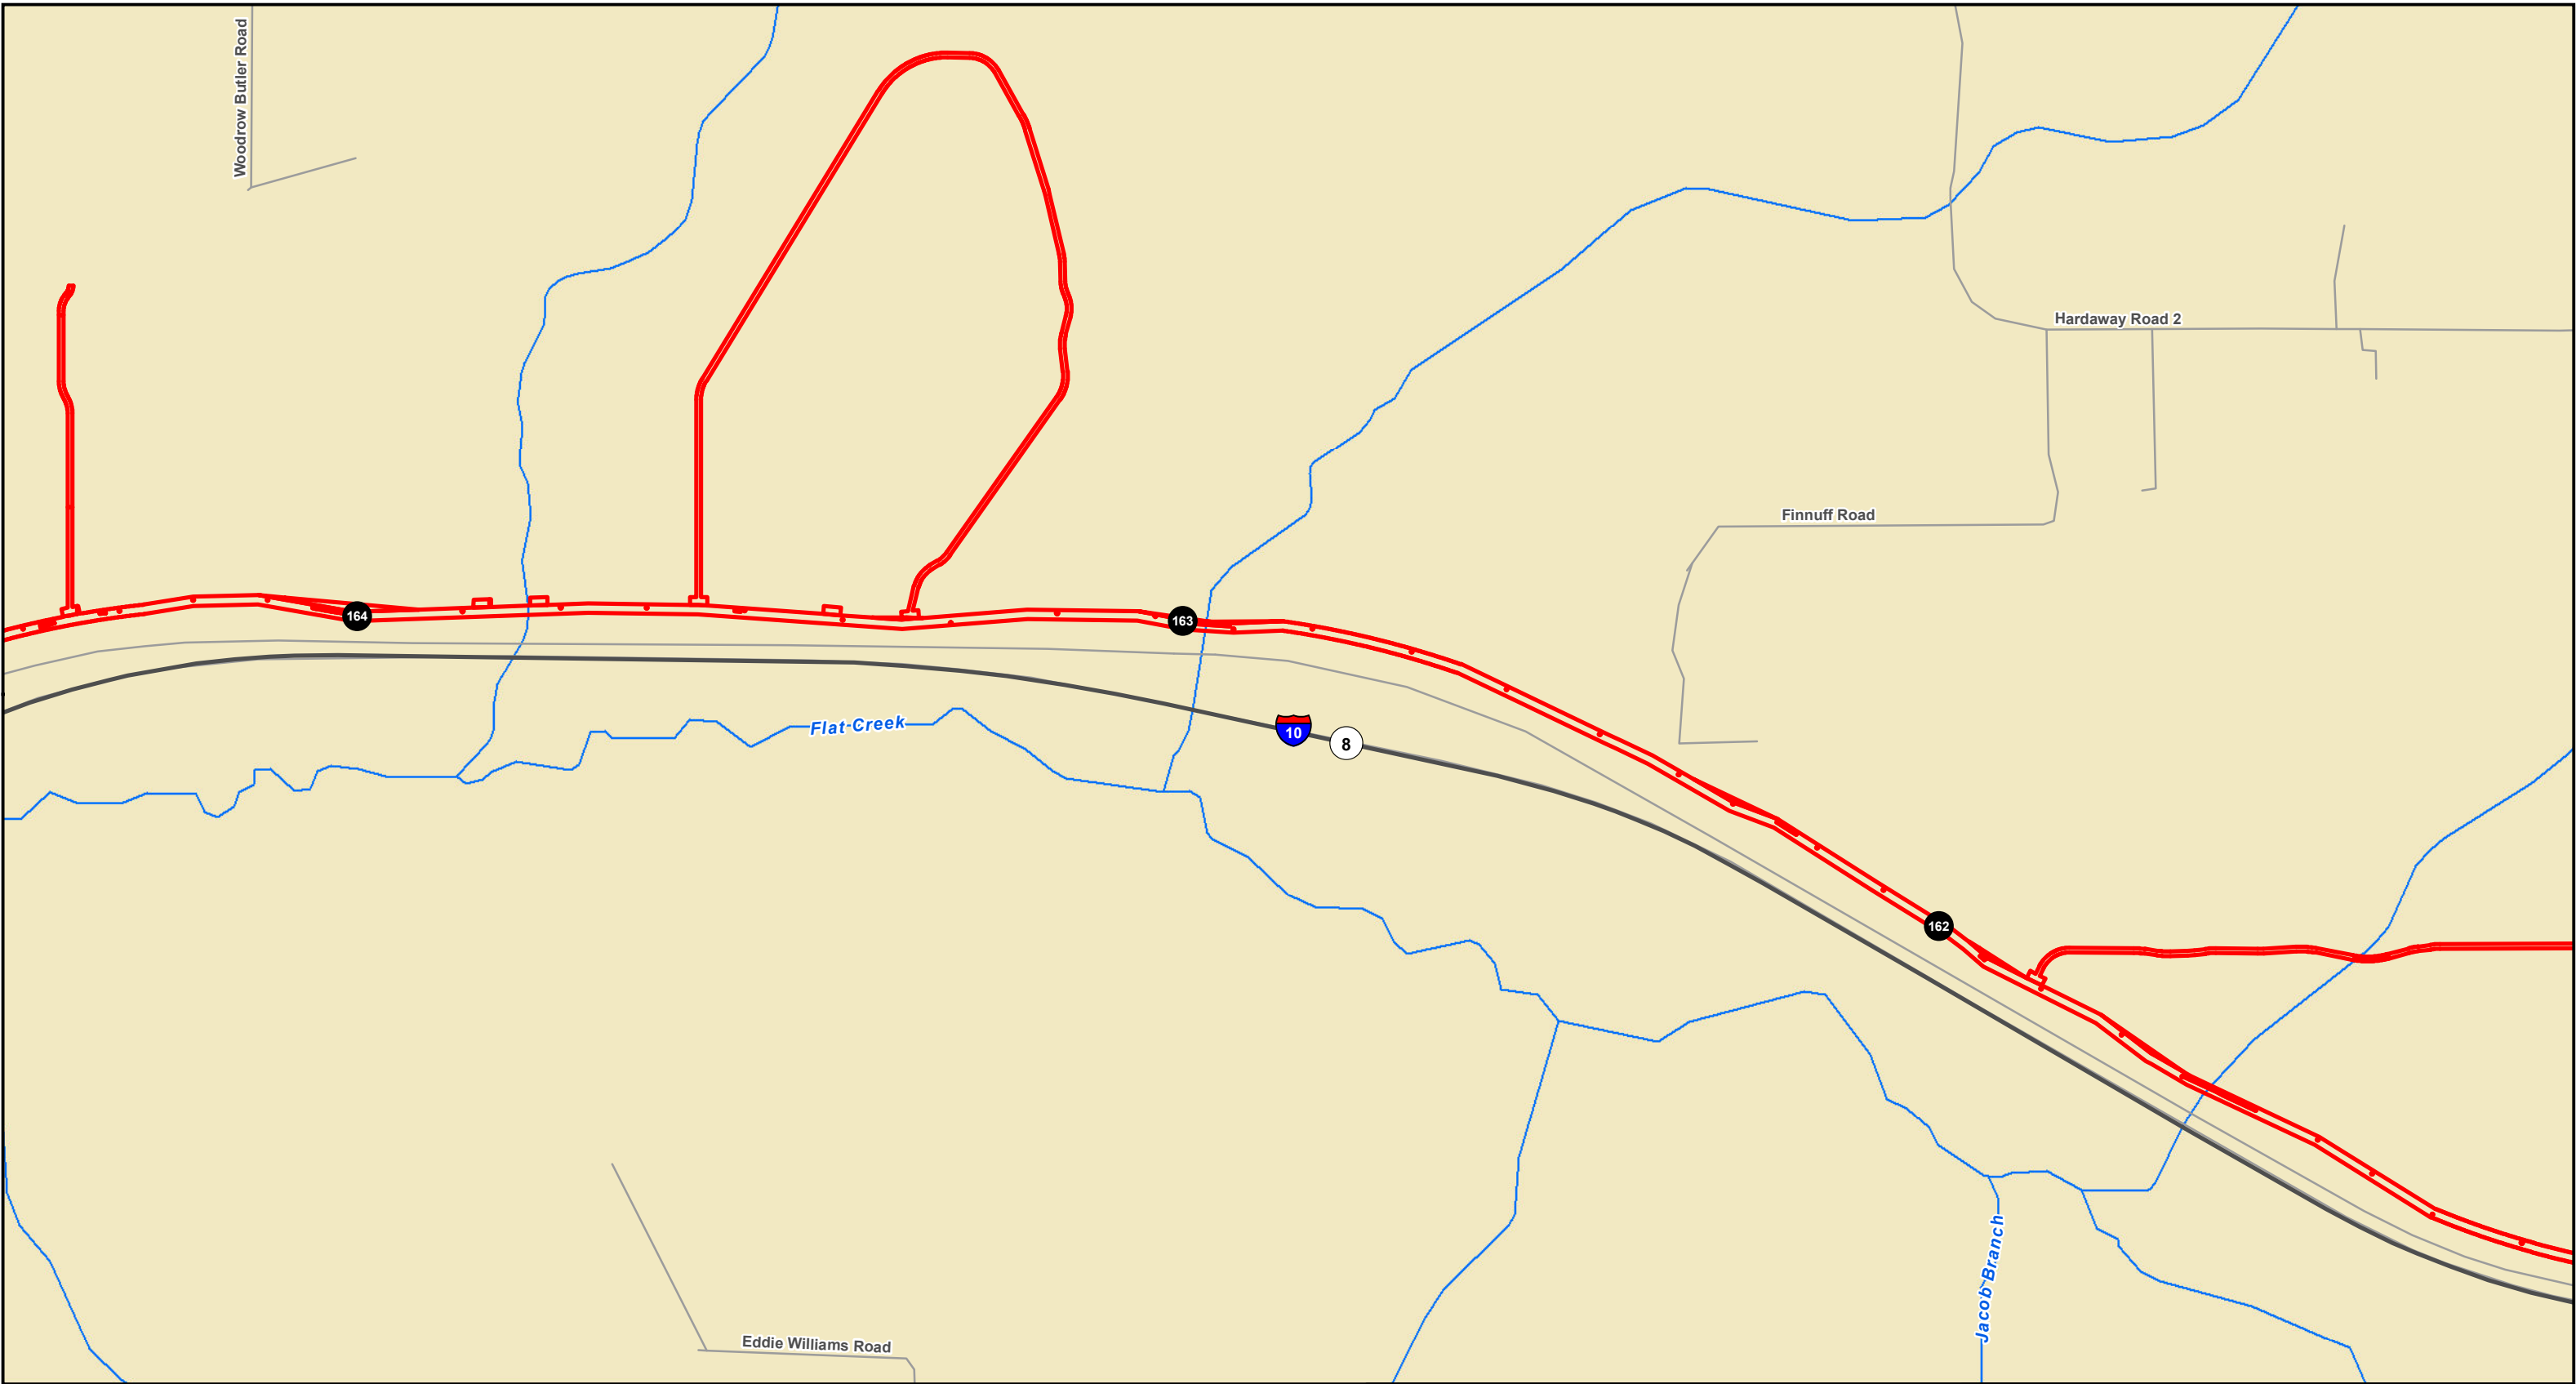 Woodrow Butler Road
Hardaway Road 2
Finnuff Road
164
163
Flat Creek
10
8
162
Jacob Branch
Eddie Williams Road